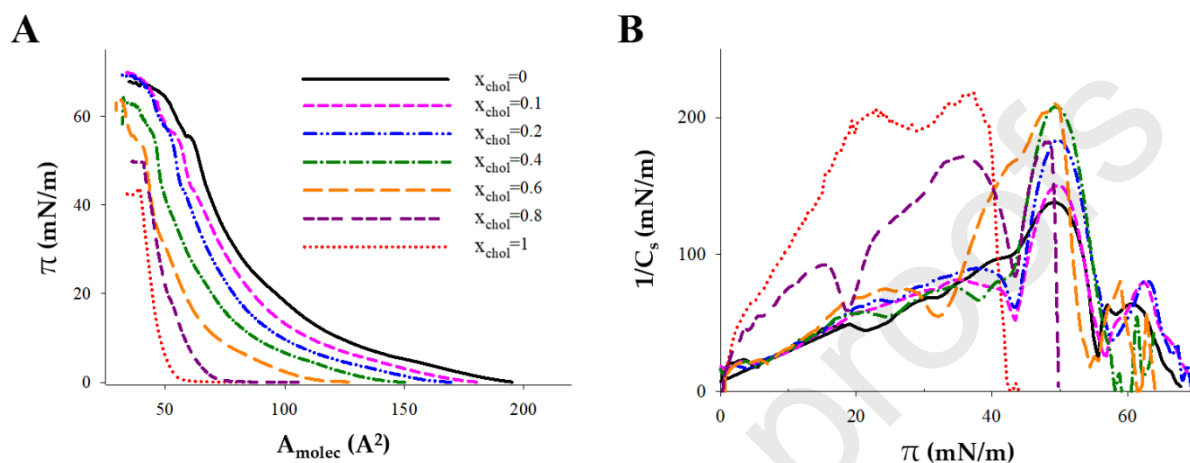 A
π (mN/m)
60
40
20
0
50
100
150
200
A_molec (A²)
x_chol=0
x_chol=0.1
x_chol=0.2
x_chol=0.4
x_chol=0.6
x_chol=0.8
x_chol=1
B
1/C_s (mN/m)
200
100
0
0
20
40
60
π (mN/m)
proofs